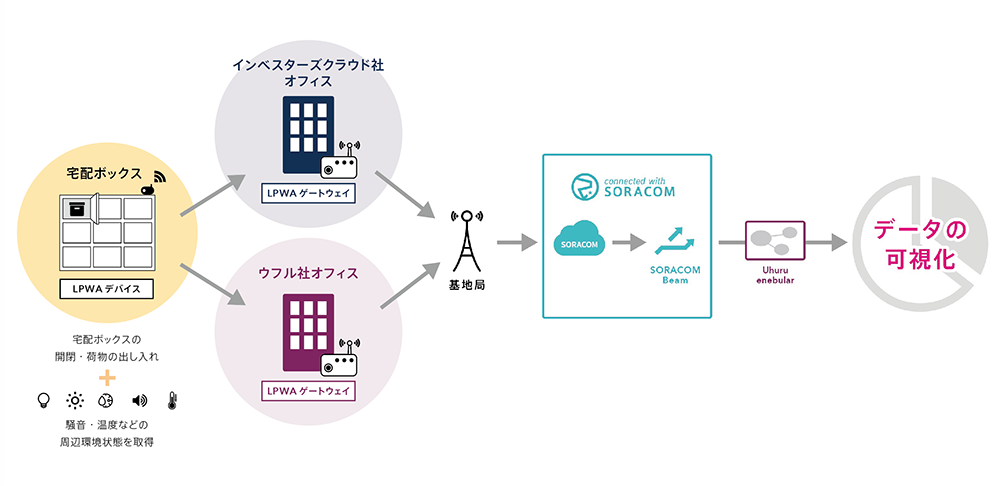 宅配ボックス
LPWA デバイス
宅配ボックスの
開閉・荷物の出し入れ
+
騒音・温度などの
周辺環境状態を取得
インベスターズクラウド社
オフィス
LPWA ゲートウェイ
ウフル社オフィス
LPWA ゲートウェイ
基地局
connected with
SORACOM
SORACOM
SORACOM
Beam
Uhuru
enebular
データの
可視化